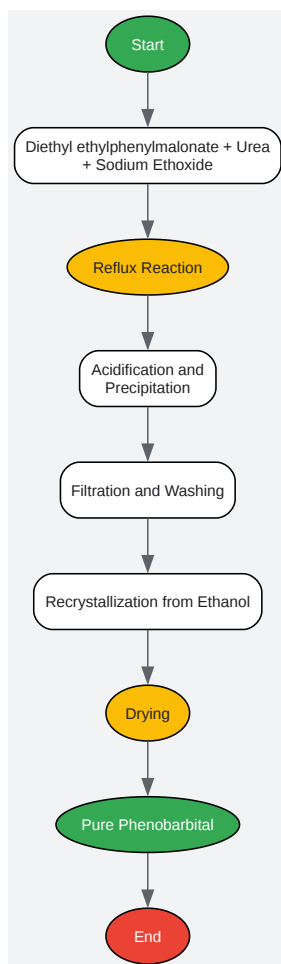 Start
Diethyl ethylphenylmalonate + Urea
+ Sodium Ethoxide
Reflux Reaction
Acidification and
Precipitation
Filtration and Washing
Recrystallization from Ethanol
Drying
Pure Phenobarbital
End